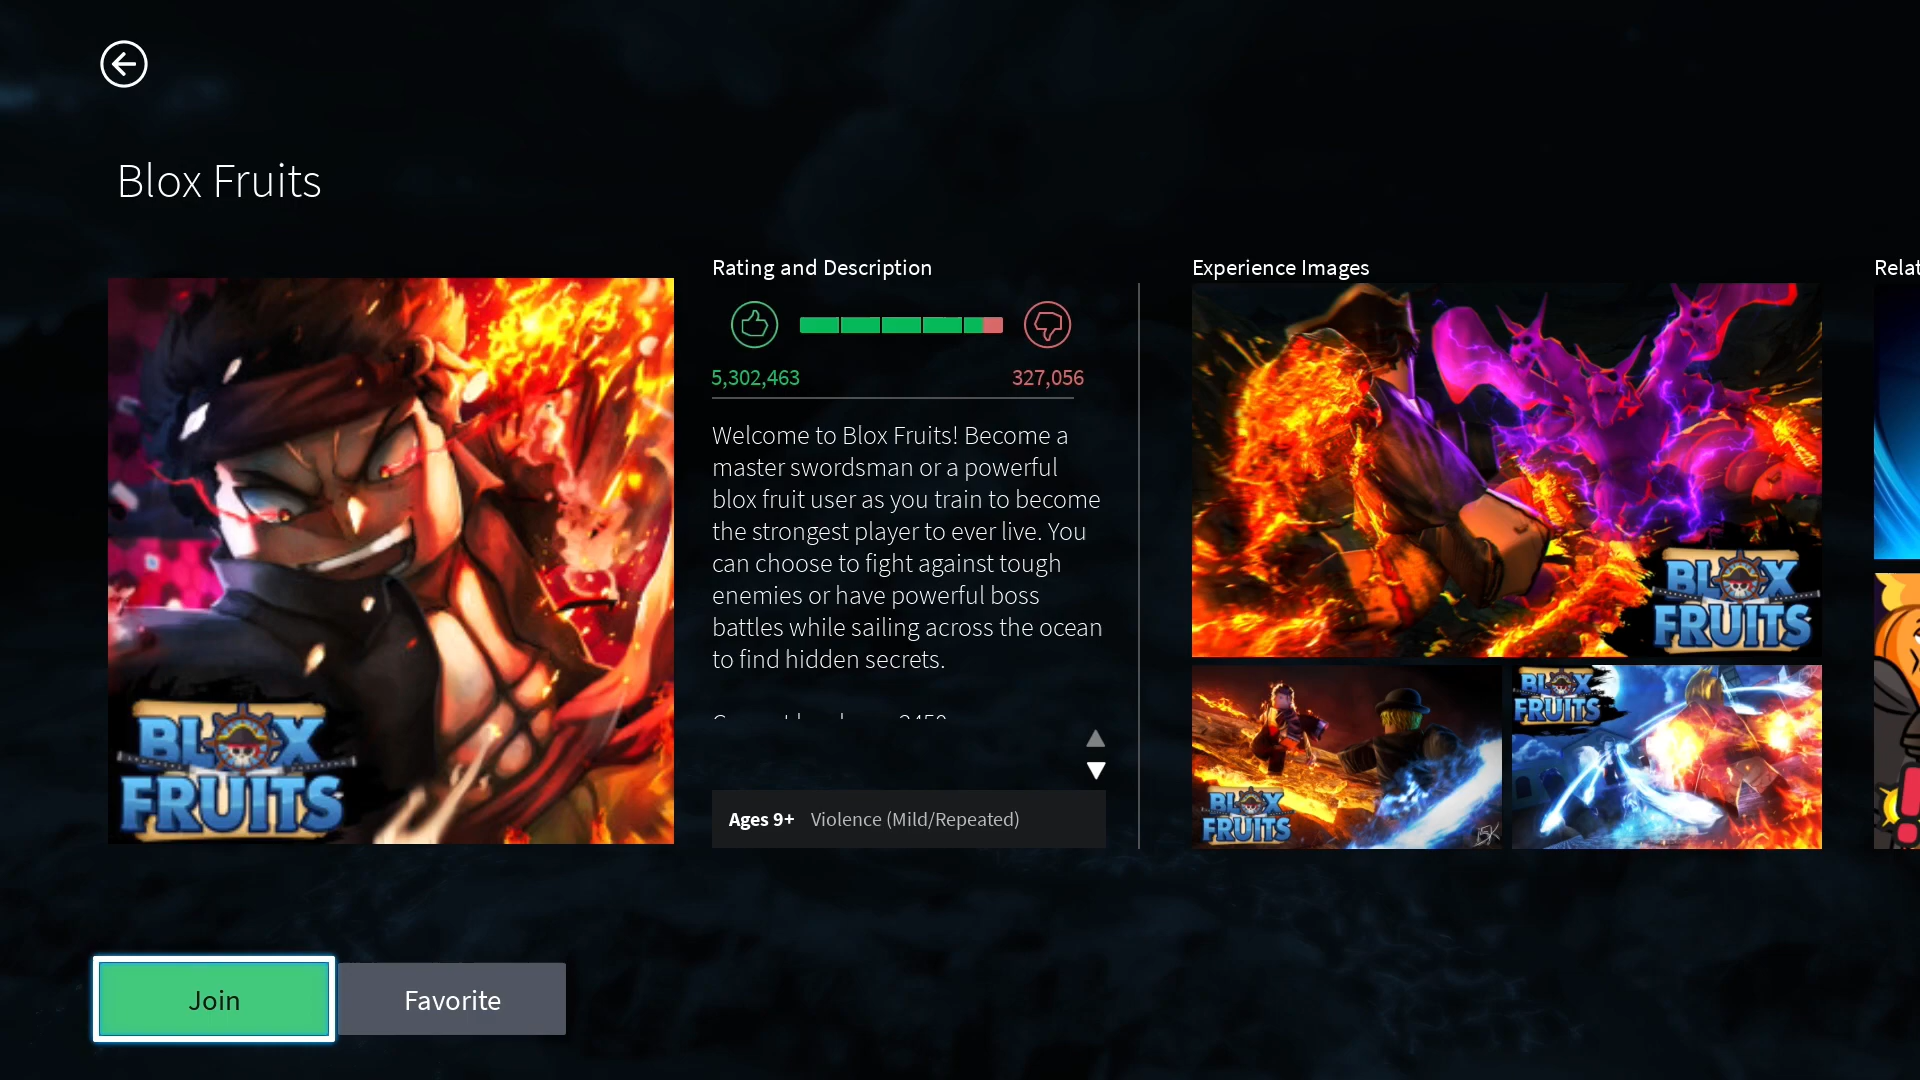 Blox Fruits
BLOX
FRUITS
Rating and Description
5,302,463
327,056
Welcome to Blox Fruits! Become a
master swordsman or a powerful
blox fruit user as you train to become
the strongest player to ever live. You
can choose to fight against tough
enemies or have powerful boss
battles while sailing across the ocean
to find hidden secrets.
Ages 9+ Violence (Mild/Repeated)
Experience Images
BLOX
FRUITS
BLOX
FRUITS
BLOX
FRUITS
Join
Favorite